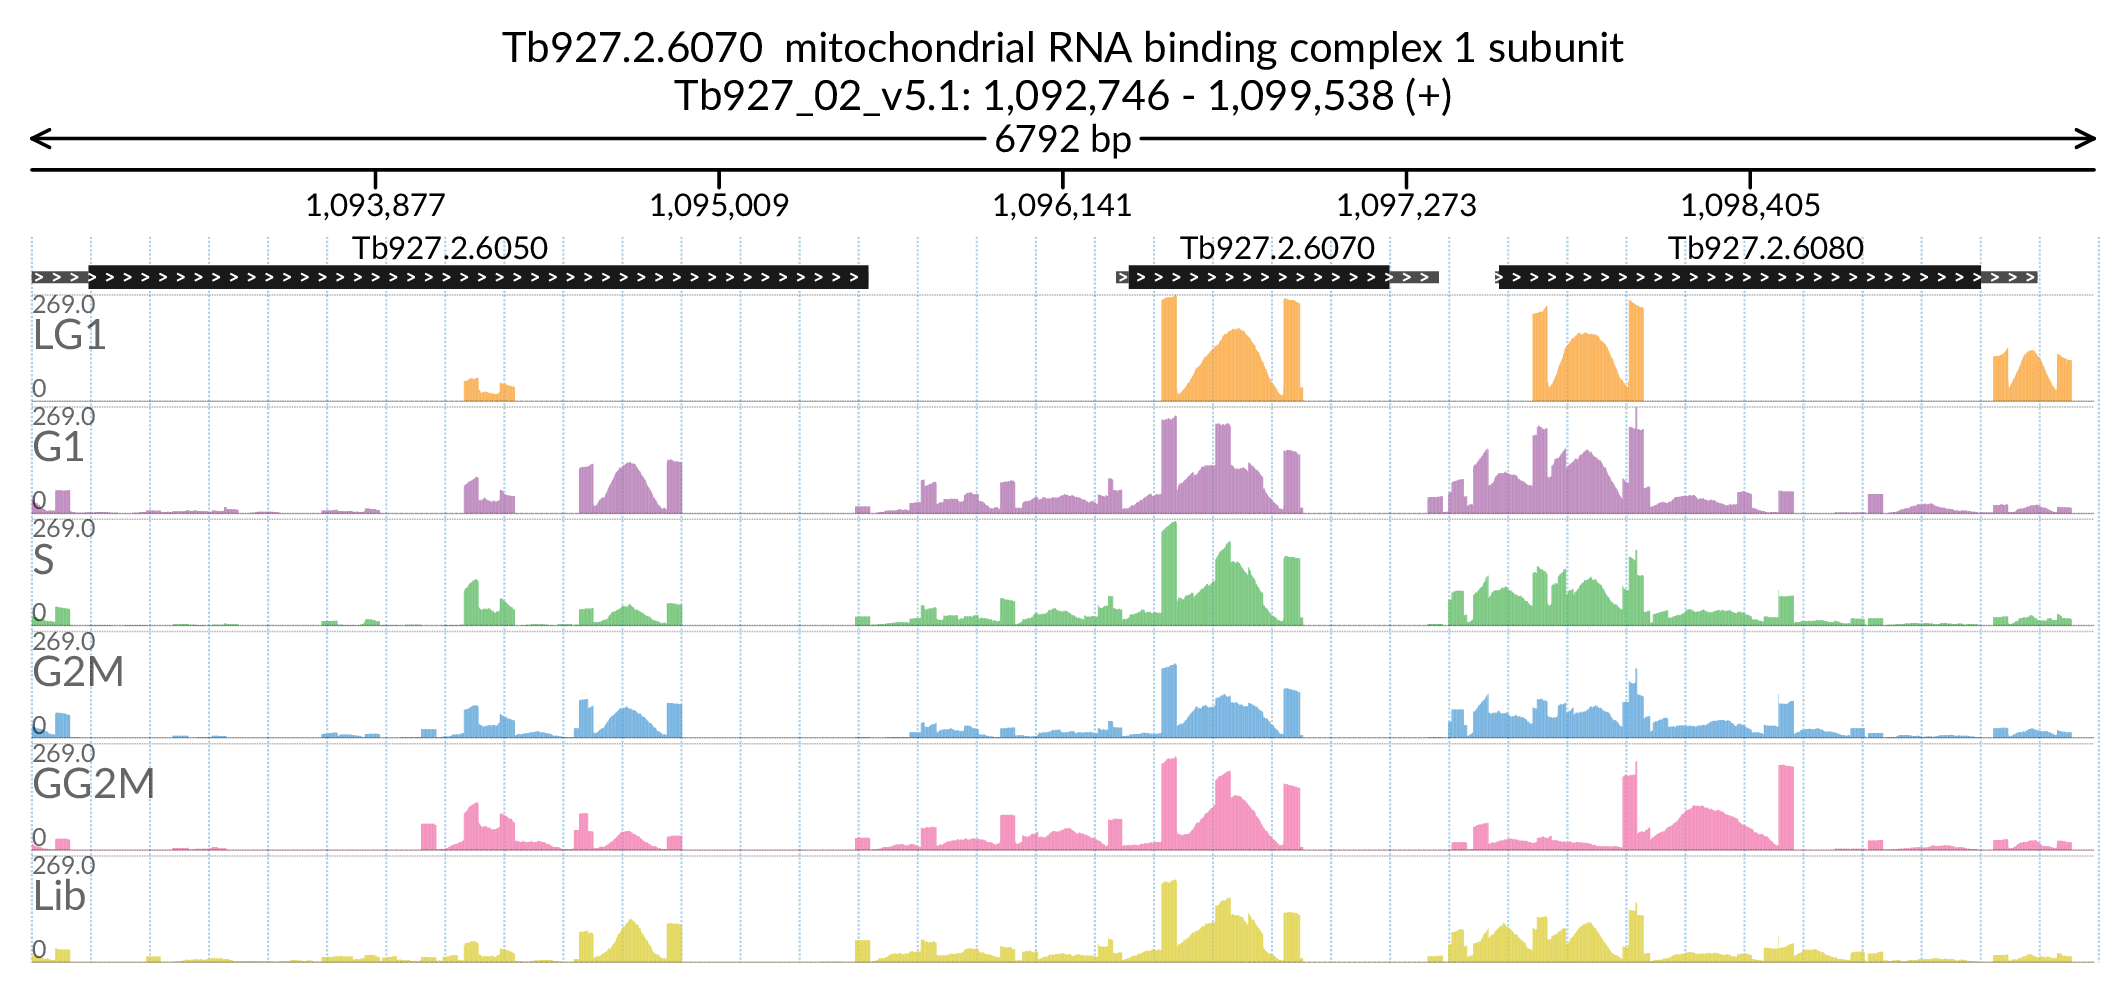 Tb927.2.6070  mitochondrial RNA binding complex 1 subunit
Tb927_02_v5.1: 1,092,746 - 1,099,538 (+)
6792 bp
1,093,877 1,095,009 1,096,141 1,097,273 1,098,405
Tb927.2.6050 Tb927.2.6070 Tb927.2.6080
269.0
LG1
0
269.0
G1
0
269.0
S
0
269.0
G2M
0
269.0
GG2M
0
269.0
Lib
0